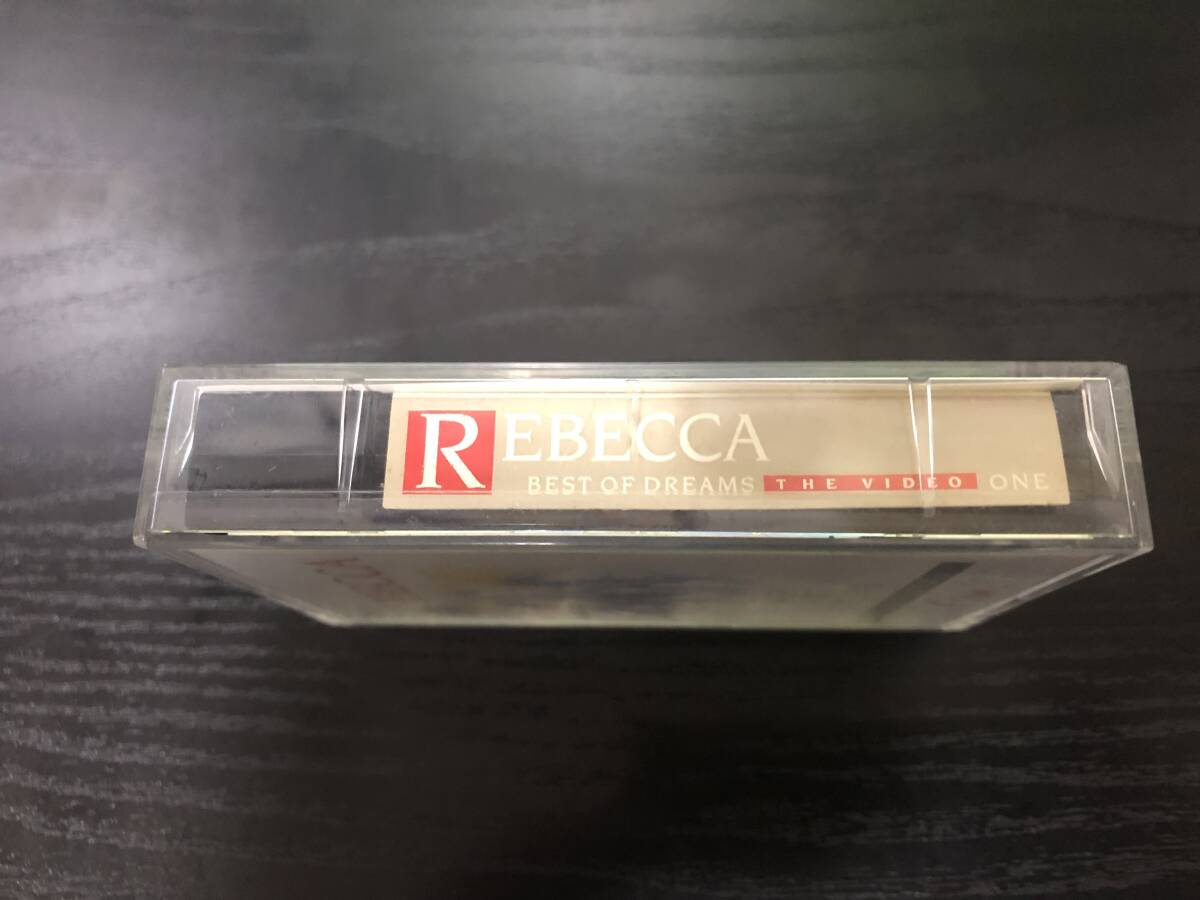 REBECCA
BEST OF DREAMS THE VIDEO ONE